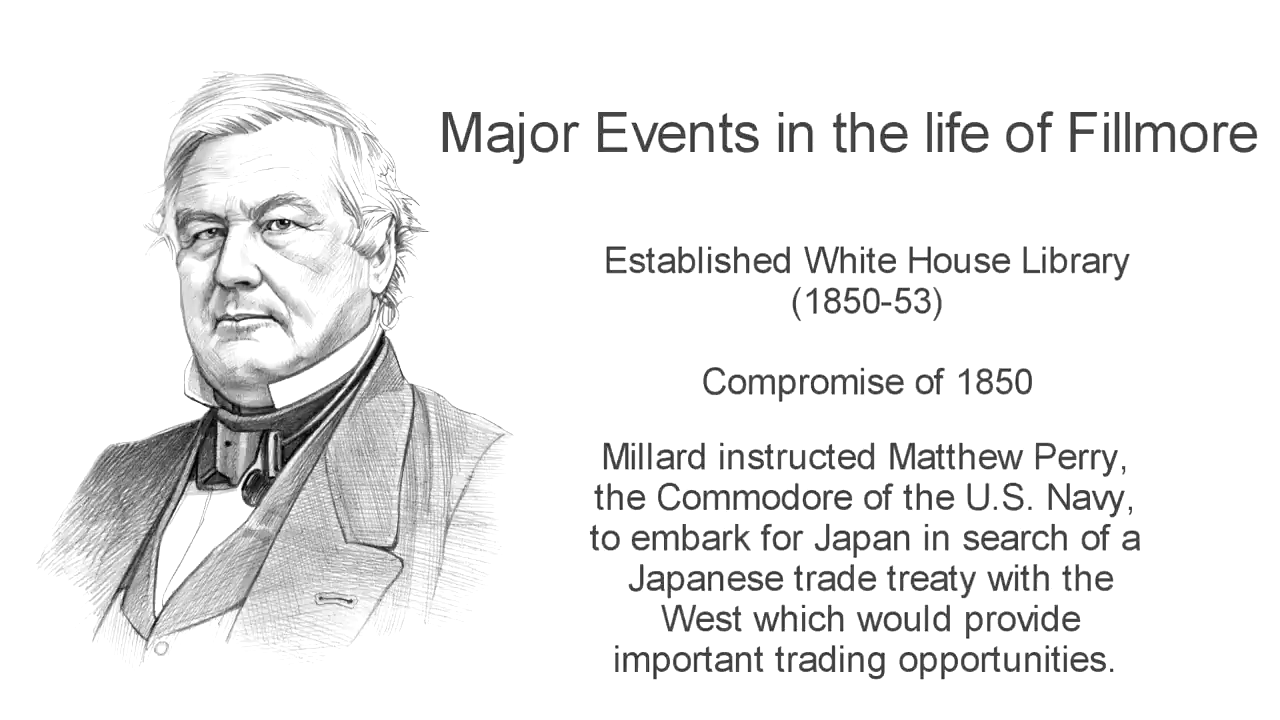 Major Events in the life of Fillmore
Established White House Library
(1850-53)
Compromise of 1850
Millard instructed Matthew Perry,
the Commodore of the U.S. Navy,
to embark for Japan in search of a
Japanese trade treaty with the
West which would provide
important trading opportunities.